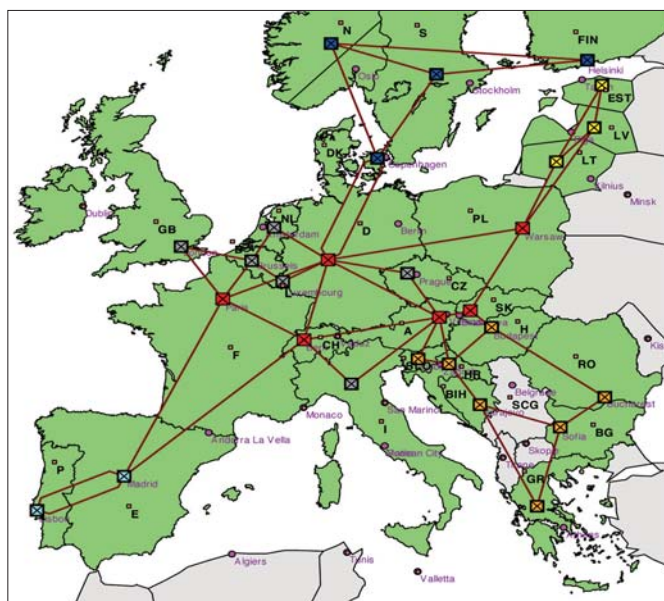 N
S
FIN
Oslo
Helsinki
Stockholm
EST
LV
DK
Copenhagen
LT
Vilnius
Minsk
Dublin
GB
NL
D
Berlin
PL
Warsaw
Prague
CZ
Luxembourg
Paris
SK
A
H
Budapest
F
CH
RO
HR
BIH
SCG
Belgrade
Bucharest
Monaco
San Marino
Sofia
BG
Andorra La Vella
I
Skopje
P
Madrid
Lisbon
E
GR
Athens
Algiers
Tunis
Valletta